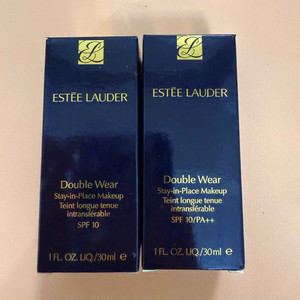 ESTĒE LAUDER
Double Wear
Stay-in-Place Makeup
Teint longue tenue
intransférable
SPF 10
1 FL. OZ. LIQ./30ml e
ESTĒE LAUDER
Double Wear
Stay-in-Place Makeup
Teint longue tenue
intransférable
SPF 10/PA++
1 FL. OZ. LIQ./30ml e